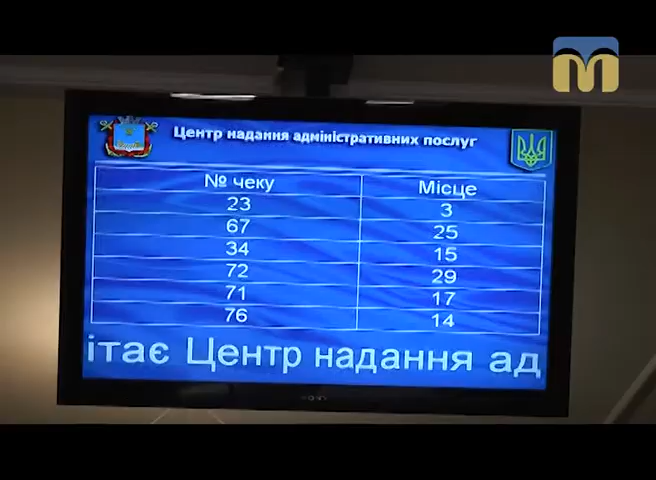 Центр надання адміністративних послуг
№ чеку Місце
23 3
67 25
34 15
72 29
71 17
76 14
ітає Центр надання ад